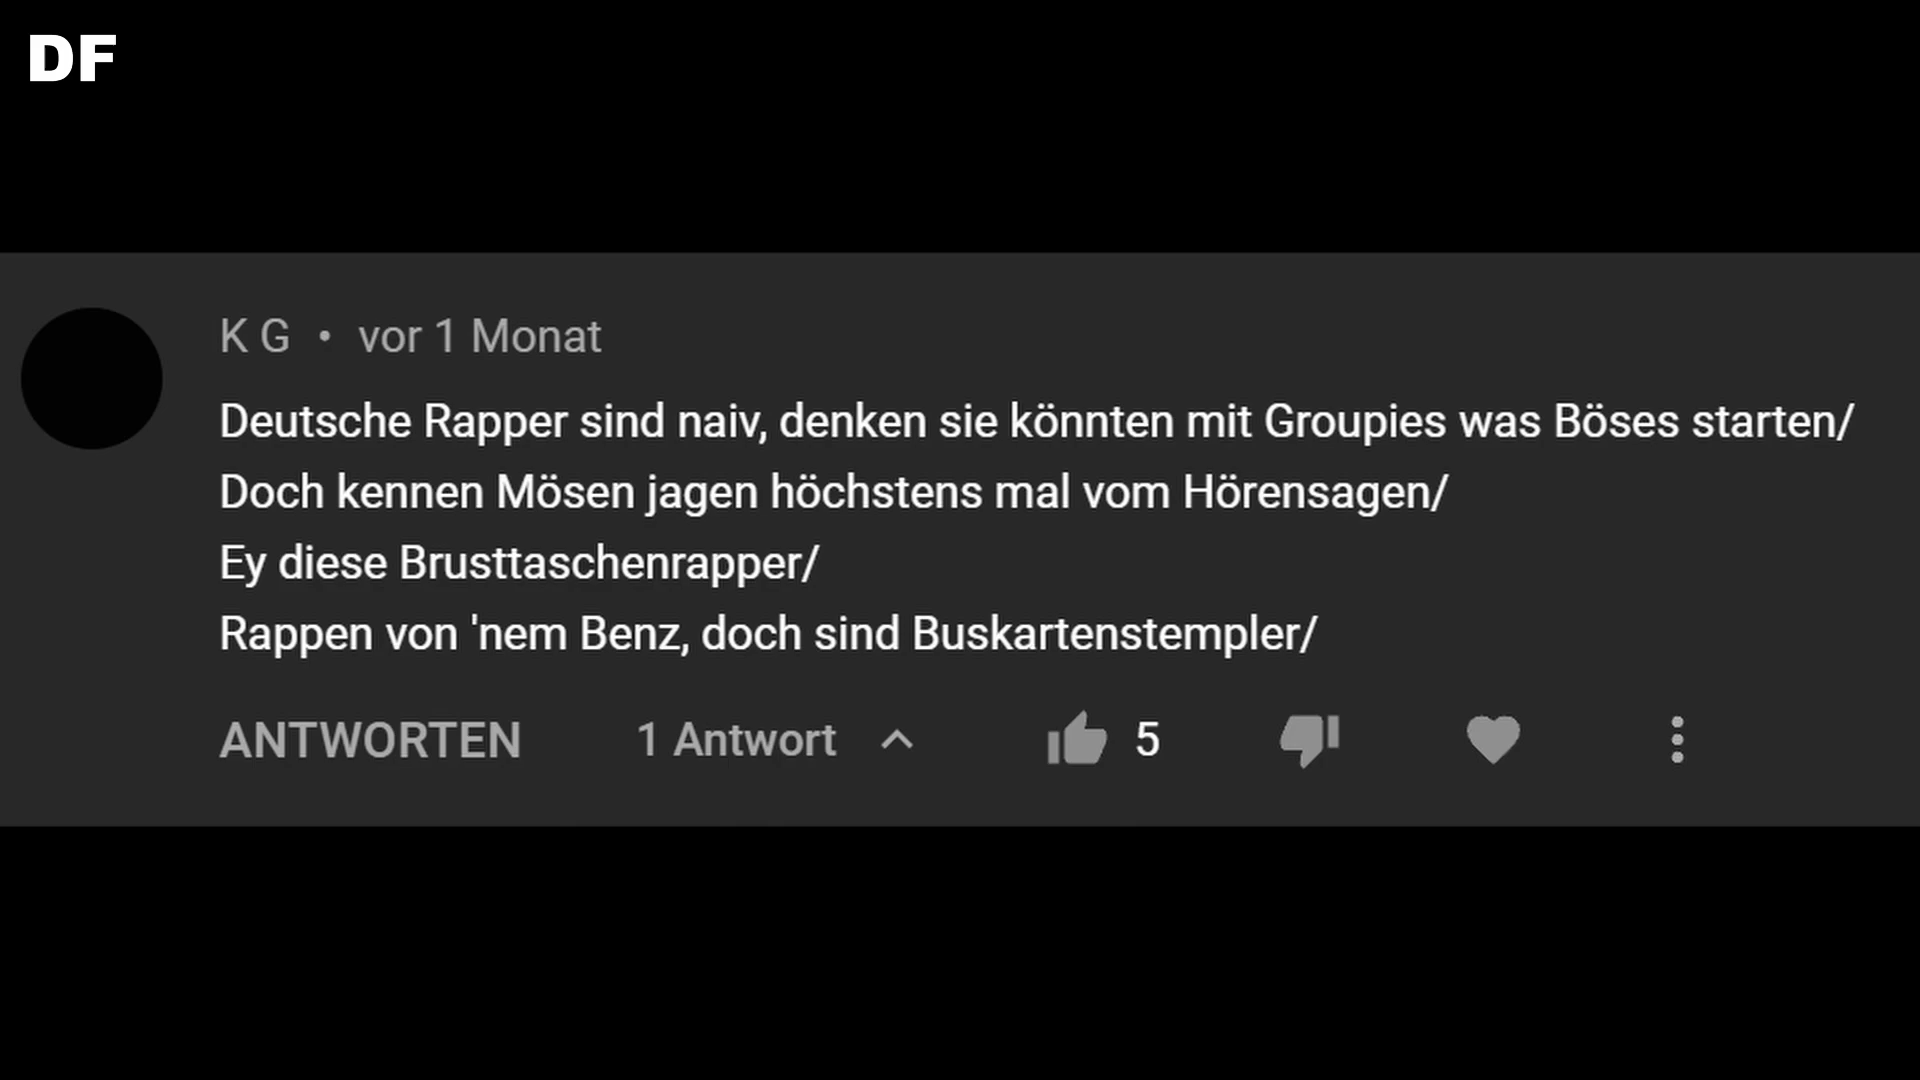 DF
K G • vor 1 Monat
Deutsche Rapper sind naiv, denken sie könnten mit Groupies was Böses starten/
Doch kennen Mösen jagen höchstens mal vom Hörensagen/
Ey diese Brusttaschenrapper/
Rappen von 'nem Benz, doch sind Buskartenstempler/
ANTWORTEN 1 Antwort 5